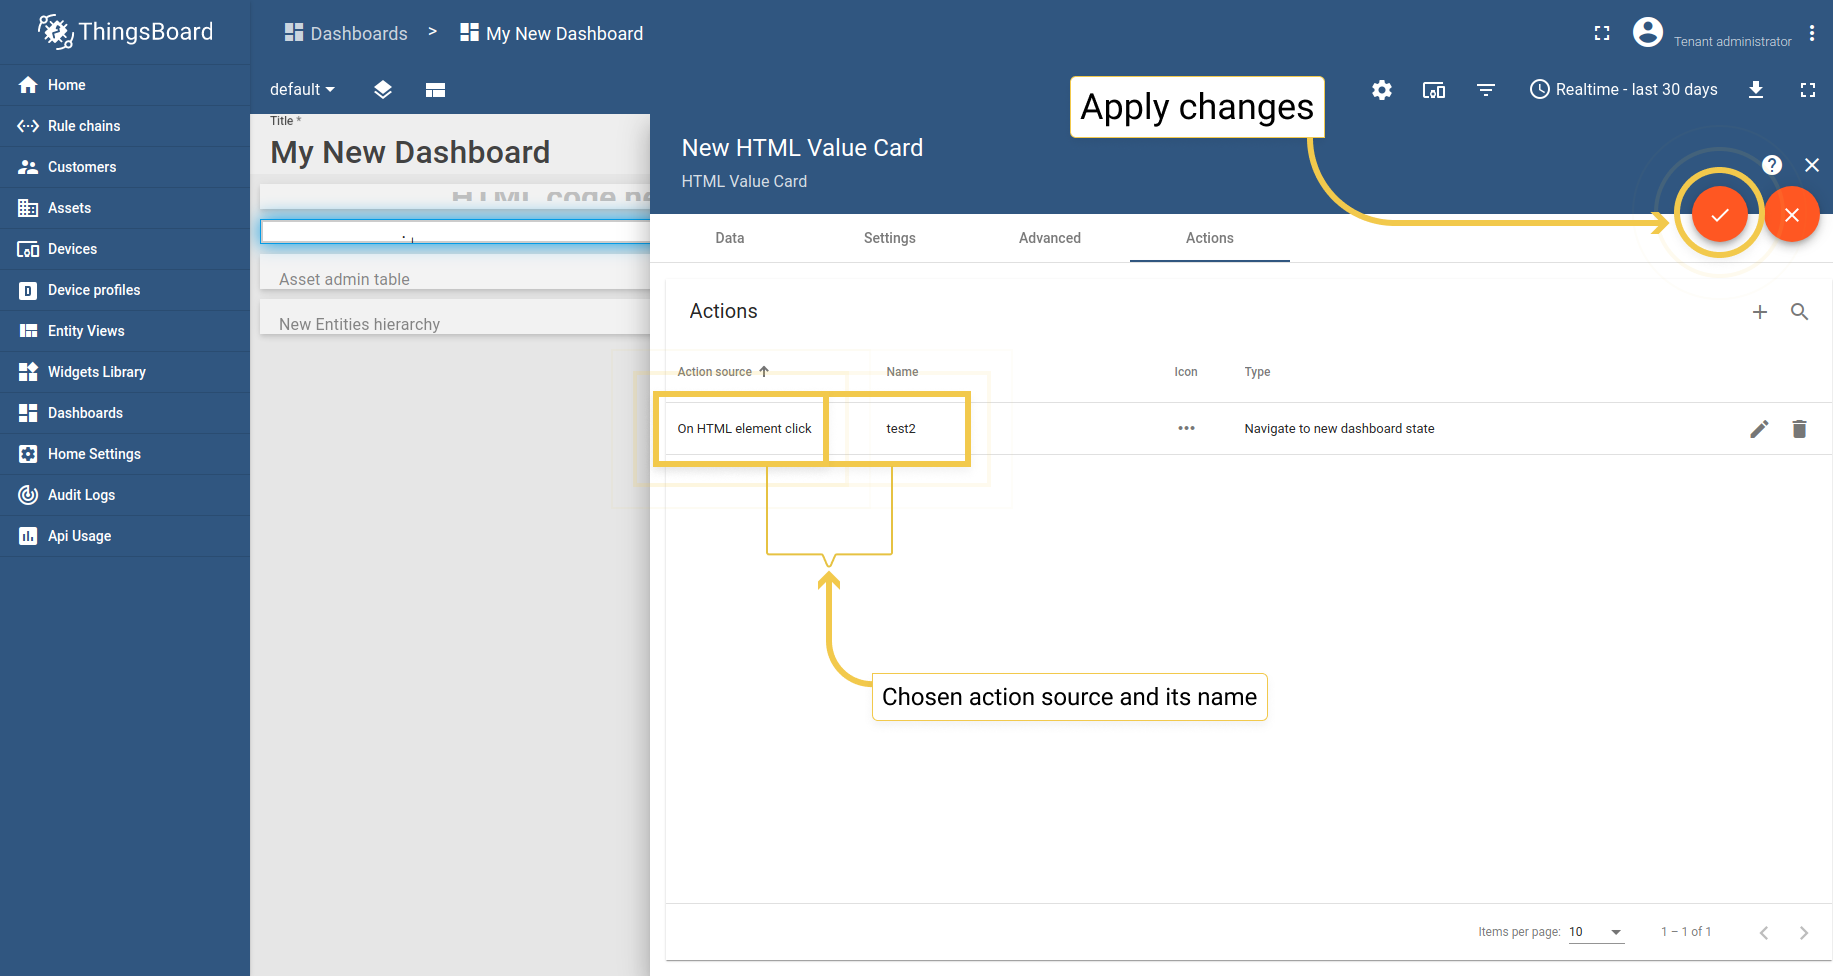 ThingsBoard
Dashboards > My New Dashboard
Tenant administrator
Home
Rule chains
Customers
Assets
Devices
Device profiles
Entity Views
Widgets Library
Dashboards
Home Settings
Audit Logs
Api Usage
default
Realtime - last 30 days
Apply changes
Title *
My New Dashboard
HTML code
Asset admin table
New Entities hierarchy
New HTML Value Card
HTML Value Card
Data Settings Advanced Actions
Actions
Action source Name Icon Type
On HTML element click test2 Navigate to new dashboard state
Chosen action source and its name
Items per page: 10 1 – 1 of 1